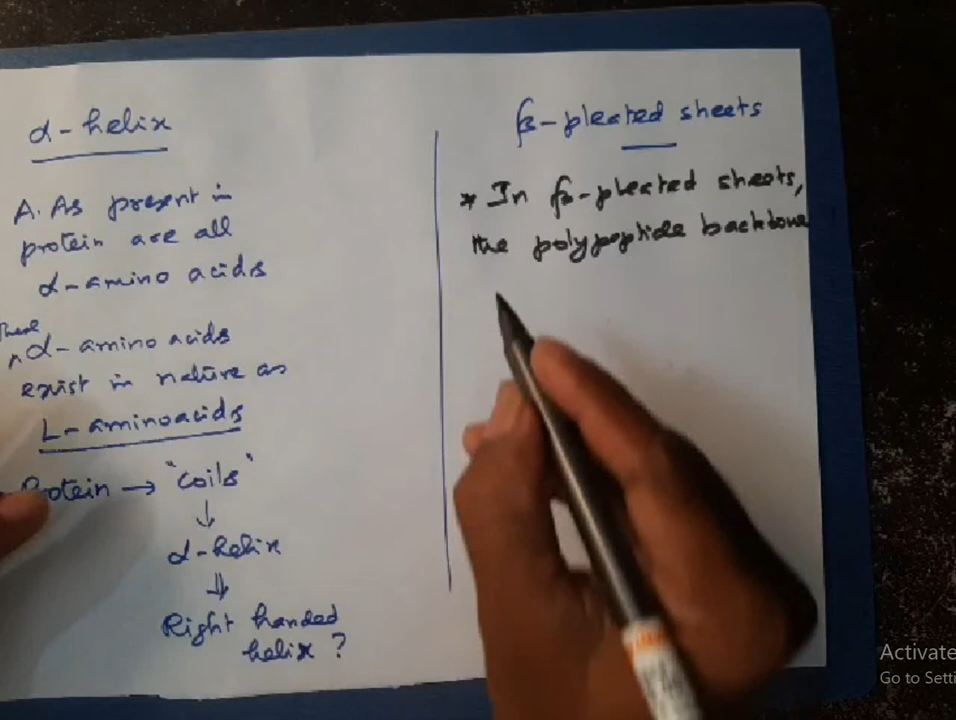 α-helix
A.As present in
protein are all
α-amino acids
These
^ α-amino acids
exist in nature as
L-aminoacids
Protein → "coils"
↓
α-helix
⇓
Right handed
helix ?
β-pleated sheets
* In β-pleated sheets,
the polypeptide backbone
Activate
Go to Setti